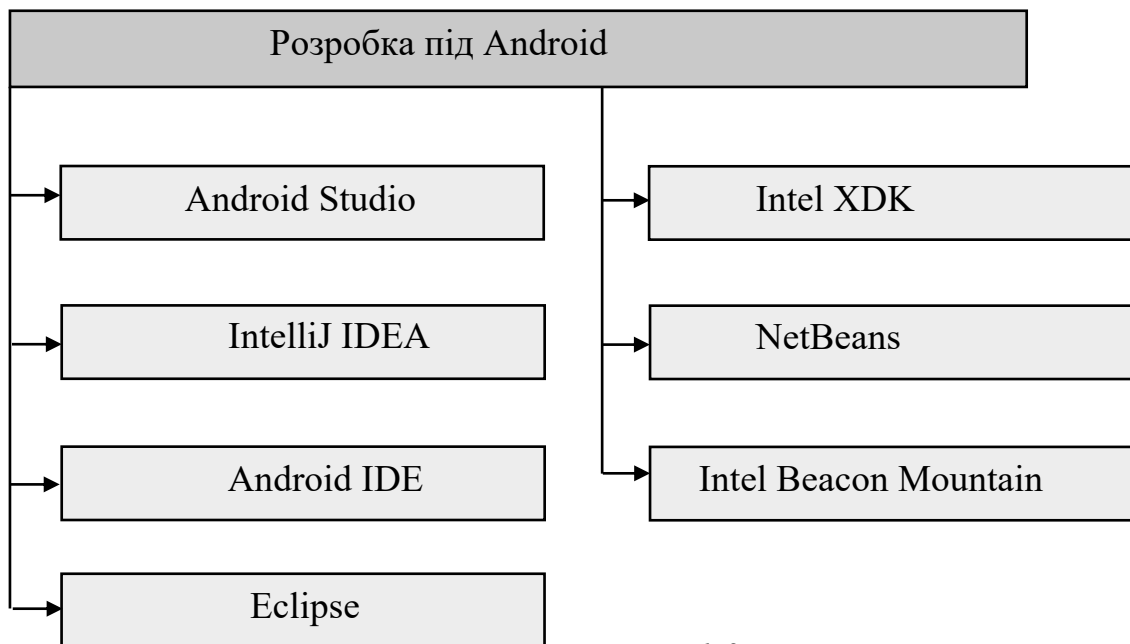 Розробка під Android
Android Studio
IntelliJ IDEA
Android IDE
Eclipse
Intel XDK
NetBeans
Intel Beacon Mountain